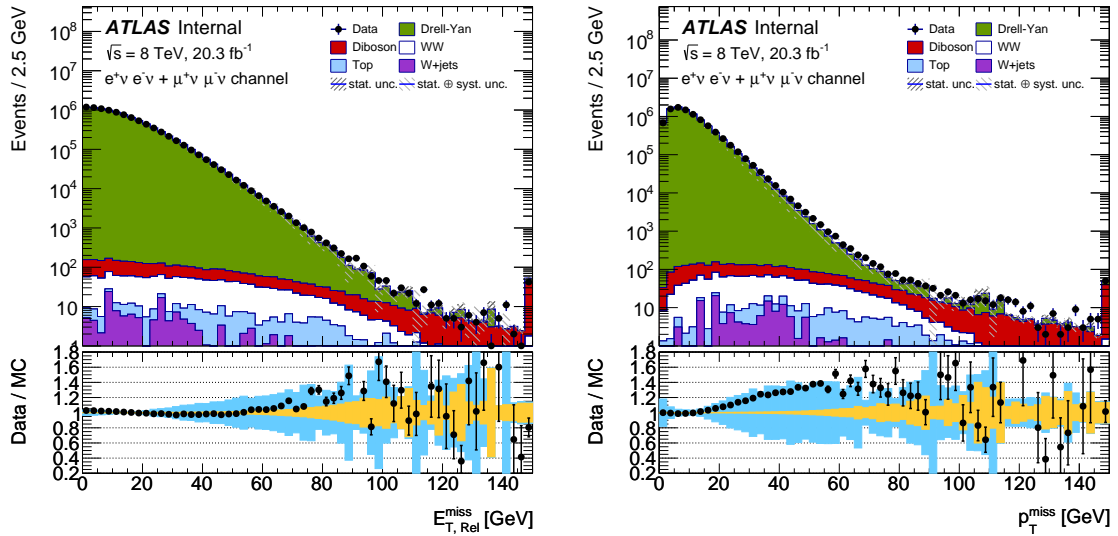 ATLAS Internal
√s = 8 TeV, 20.3 fb⁻¹
e⁺ν e⁻ν + μ⁺ν μ⁻ν channel
Data Drell-Yan
Diboson WW
Top W+jets
stat. unc. stat. ⊕ syst. unc.
Events / 2.5 GeV
10⁸
10⁷
10⁶
10⁵
10⁴
10³
10²
10
1
Data / MC
1.8
1.6
1.4
1.2
1
0.8
0.6
0.4
0.2
0 20 40 60 80 100 120 140
E_T, Rel^miss [GeV]
ATLAS Internal
√s = 8 TeV, 20.3 fb⁻¹
e⁺ν e⁻ν + μ⁺ν μ⁻ν channel
Data Drell-Yan
Diboson WW
Top W+jets
stat. unc. stat. ⊕ syst. unc.
Events / 2.5 GeV
10⁸
10⁷
10⁶
10⁵
10⁴
10³
10²
10
1
Data / MC
1.8
1.6
1.4
1.2
1
0.8
0.6
0.4
0.2
0 20 40 60 80 100 120 140
p_T^miss [GeV]